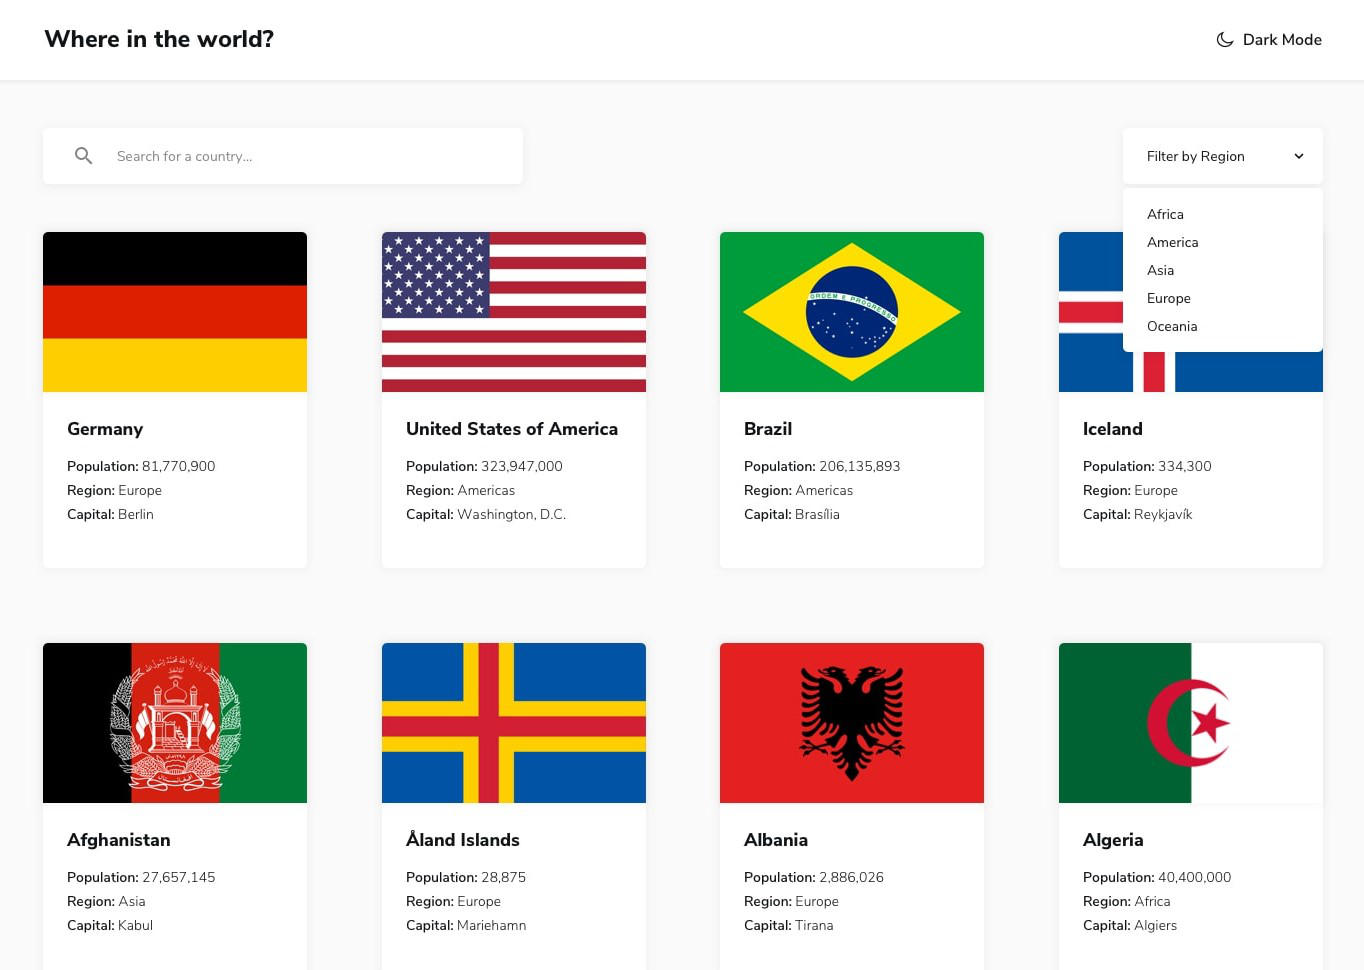 Where in the world?
Dark Mode
Search for a country...
Filter by Region
Africa
America
Asia
Europe
Oceania
ORDEM E PROGRESSO
Germany
Population: 81,770,900
Region: Europe
Capital: Berlin
United States of America
Population: 323,947,000
Region: Americas
Capital: Washington, D.C.
Brazil
Population: 206,135,893
Region: Americas
Capital: Brasília
Iceland
Population: 334,300
Region: Europe
Capital: Reykjavík
Afghanistan
Population: 27,657,145
Region: Asia
Capital: Kabul
Åland Islands
Population: 28,875
Region: Europe
Capital: Mariehamn
Albania
Population: 2,886,026
Region: Europe
Capital: Tirana
Algeria
Population: 40,400,000
Region: Africa
Capital: Algiers